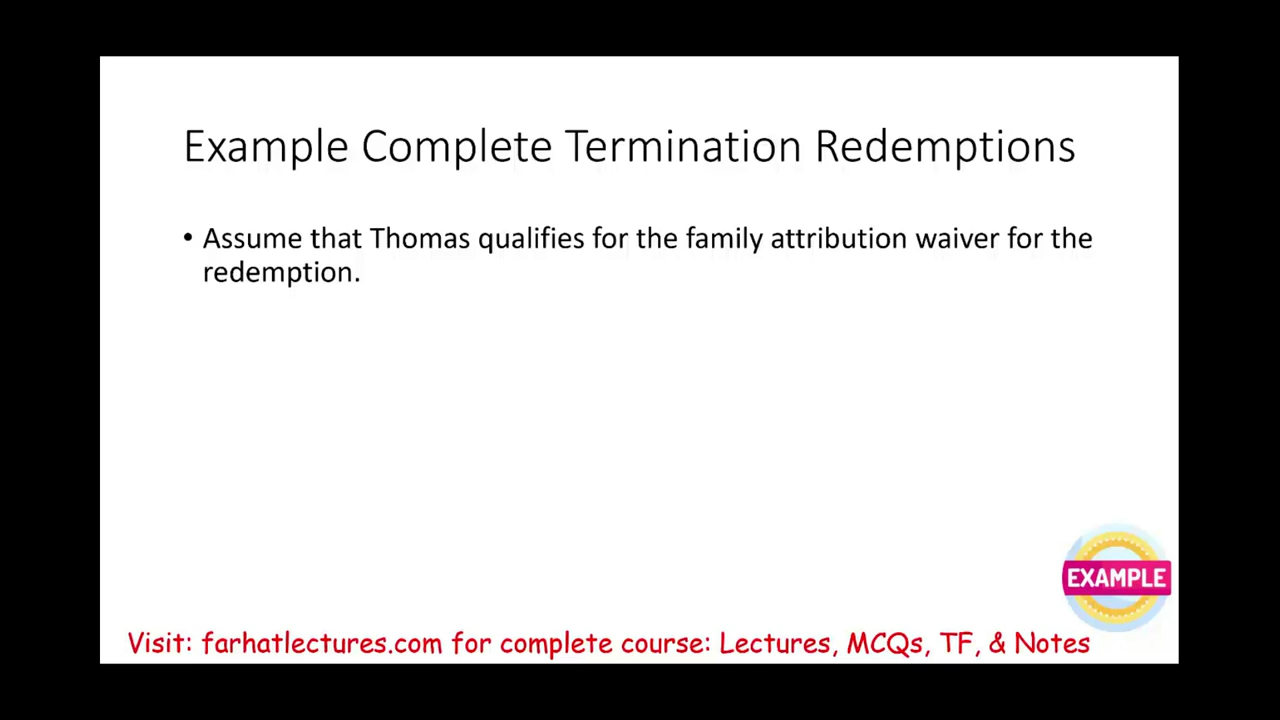 Example Complete Termination Redemptions
• Assume that Thomas qualifies for the family attribution waiver for the
redemption.
EXAMPLE
Visit: farhatlectures.com for complete course: Lectures, MCQs, TF, & Notes